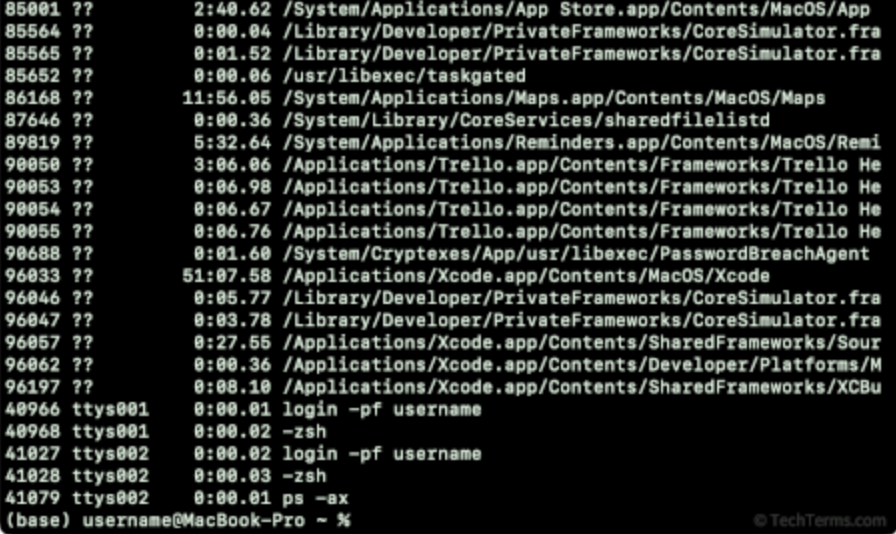 85001 ??         2:40.62 /System/Applications/App Store.app/Contents/MacOS/App
85564 ??         0:00.04 /Library/Developer/PrivateFrameworks/CoreSimulator.fra
85565 ??         0:01.52 /Library/Developer/PrivateFrameworks/CoreSimulator.fra
85652 ??         0:00.06 /usr/libexec/taskgated
86168 ??        11:56.05 /System/Applications/Maps.app/Contents/MacOS/Maps
87646 ??         0:00.36 /System/Library/CoreServices/sharedfilelistd
89819 ??         5:32.64 /System/Applications/Reminders.app/Contents/MacOS/Remi
90050 ??         3:06.06 /Applications/Trello.app/Contents/Frameworks/Trello He
90053 ??         0:06.98 /Applications/Trello.app/Contents/Frameworks/Trello He
90054 ??         0:06.67 /Applications/Trello.app/Contents/Frameworks/Trello He
90055 ??         0:06.76 /Applications/Trello.app/Contents/Frameworks/Trello He
90688 ??         0:01.60 /System/Cryptexes/App/usr/libexec/PasswordBreachAgent
96033 ??        51:07.58 /Applications/Xcode.app/Contents/MacOS/Xcode
96046 ??         0:05.77 /Library/Developer/PrivateFrameworks/CoreSimulator.fra
96047 ??         0:03.78 /Library/Developer/PrivateFrameworks/CoreSimulator.fra
96057 ??         0:27.55 /Applications/Xcode.app/Contents/SharedFrameworks/Sour
96062 ??         0:00.36 /Applications/Xcode.app/Contents/Developer/Platforms/M
96197 ??         0:08.10 /Applications/Xcode.app/Contents/SharedFrameworks/XCBu
40966 ttys001    0:00.01 login -pf username
40968 ttys001    0:00.02 -zsh
41027 ttys002    0:00.02 login -pf username
41028 ttys002    0:00.03 -zsh
41079 ttys002    0:00.01 ps -ax
(base) username@MacBook-Pro ~ %
© TechTerms.com